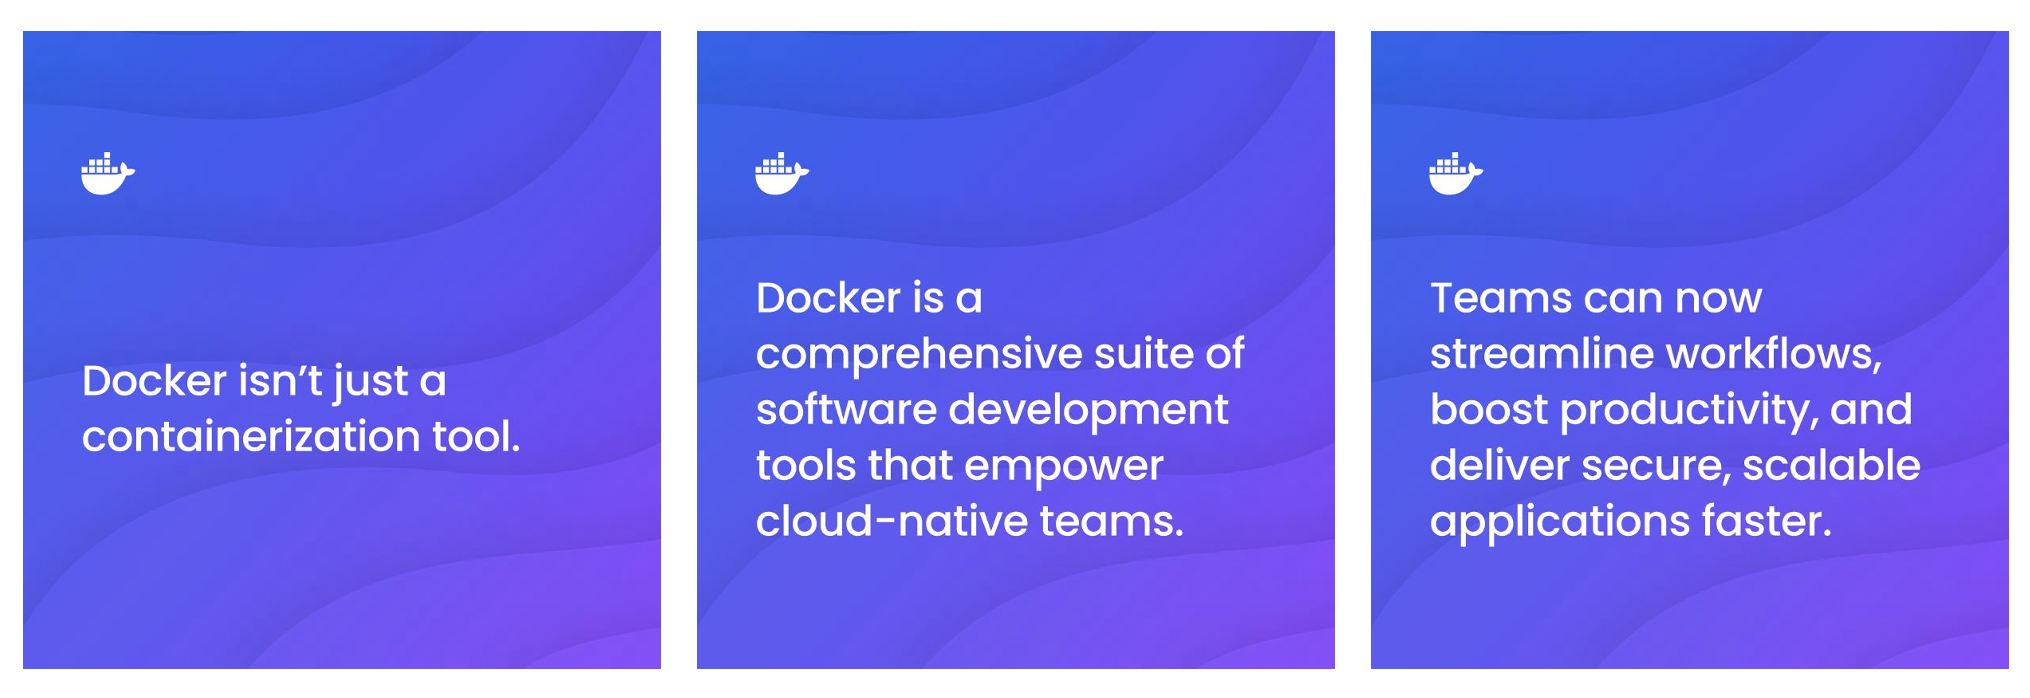 Docker isn’t just a
containerization tool.
Docker is a
comprehensive suite of
software development
tools that empower
cloud-native teams.
Teams can now
streamline workflows,
boost productivity, and
deliver secure, scalable
applications faster.